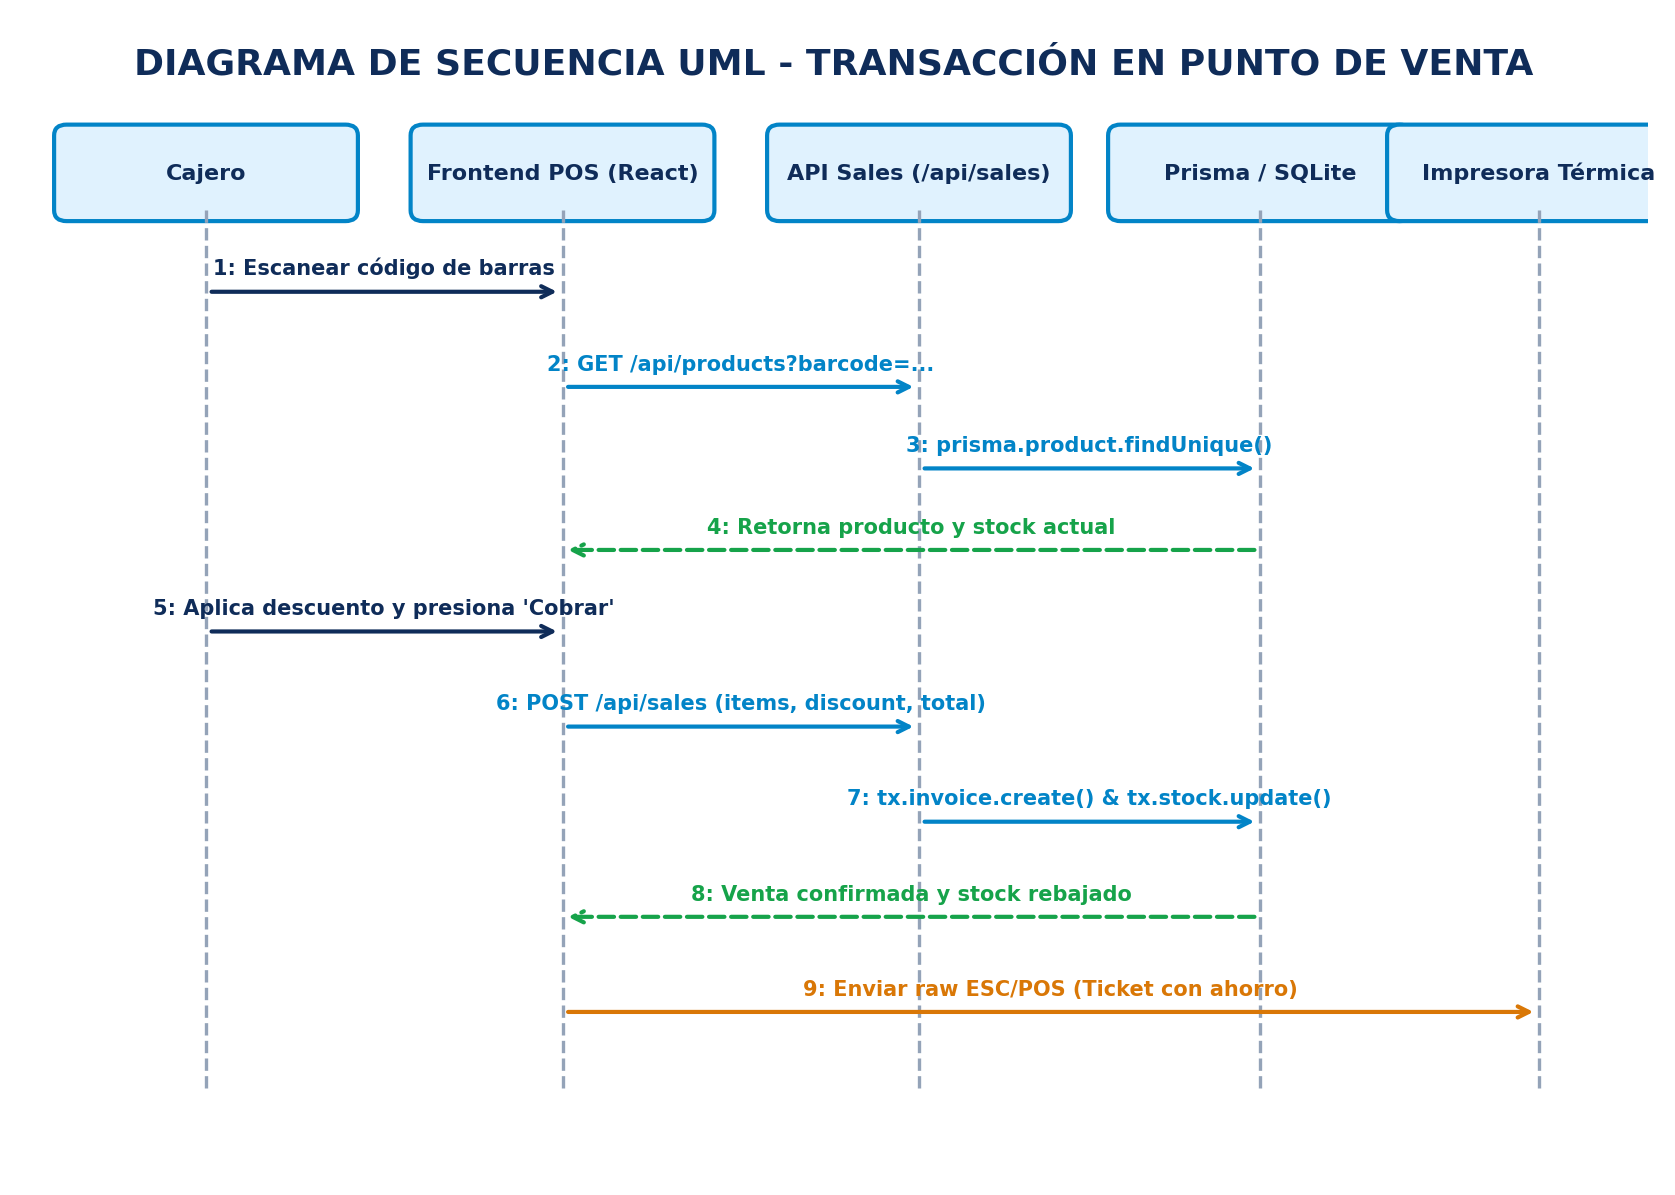 DIAGRAMA DE SECUENCIA UML - TRANSACCIÓN EN PUNTO DE VENTA
Cajero
Frontend POS (React)
API Sales (/api/sales)
Prisma / SQLite
Impresora Térmica
1: Escanear código de barras
2: GET /api/products?barcode=...
3: prisma.product.findUnique()
4: Retorna producto y stock actual
5: Aplica descuento y presiona 'Cobrar'
6: POST /api/sales (items, discount, total)
7: tx.invoice.create() & tx.stock.update()
8: Venta confirmada y stock rebajado
9: Enviar raw ESC/POS (Ticket con ahorro)